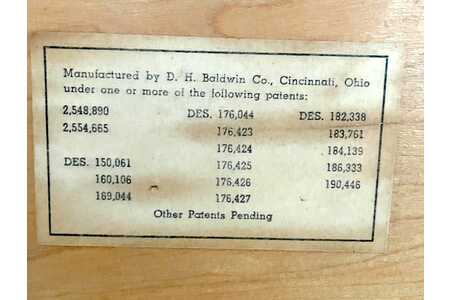 Manufactured by D. H. Baldwin Co., Cincinnati, Ohio
under one or more of the following patents:
2,548,890 DES. 176,044 DES. 182,338
2,554,665 176,423 183,761
176,424 184,139
DES. 150,061 176,425 186,333
160,106 176,426 190,446
169,044 176,427
Other Patents Pending